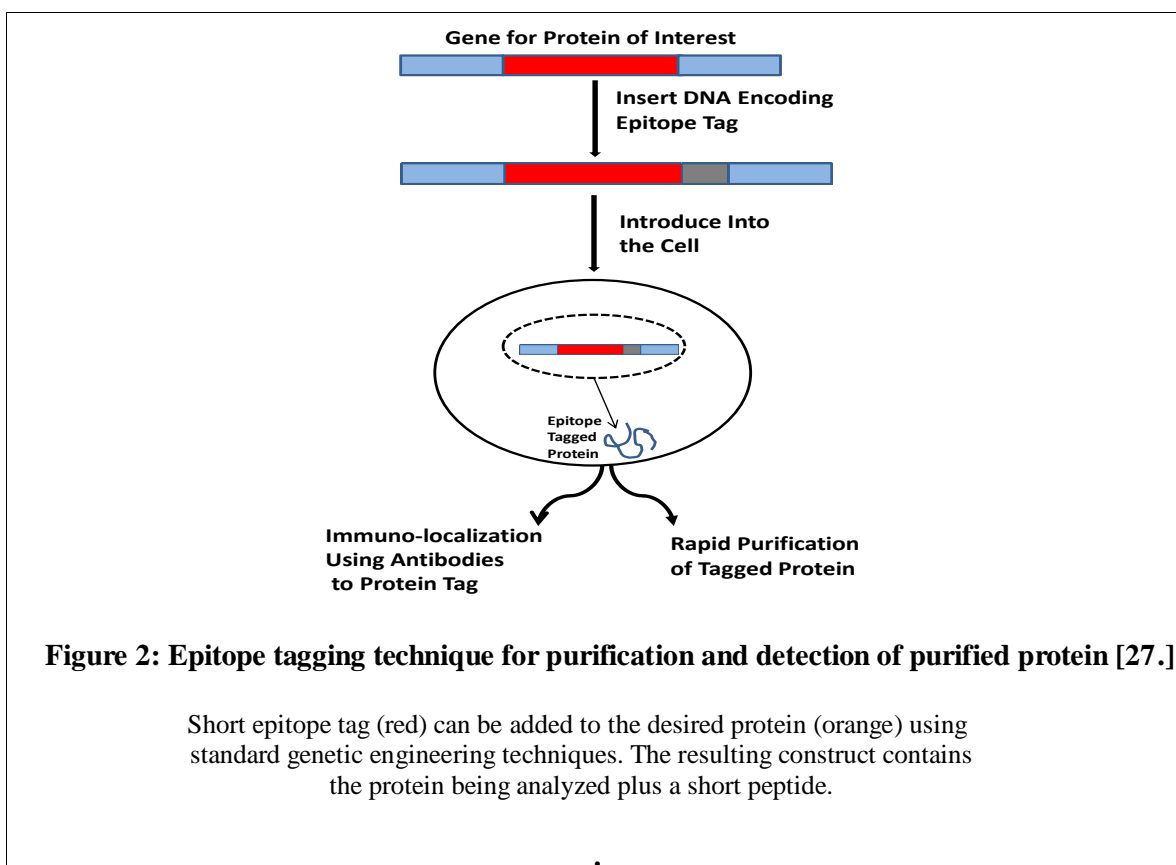 Gene for Protein of Interest
Insert DNA Encoding
Epitope Tag
Introduce Into
the Cell
Epitope
Tagged
Protein
Immuno-localization
Using Antibodies
to Protein Tag
Rapid Purification
of Tagged Protein
Figure 2: Epitope tagging technique for purification and detection of purified protein [27.]
Short epitope tag (red) can be added to the desired protein (orange) using
standard genetic engineering techniques. The resulting construct contains
the protein being analyzed plus a short peptide.
.